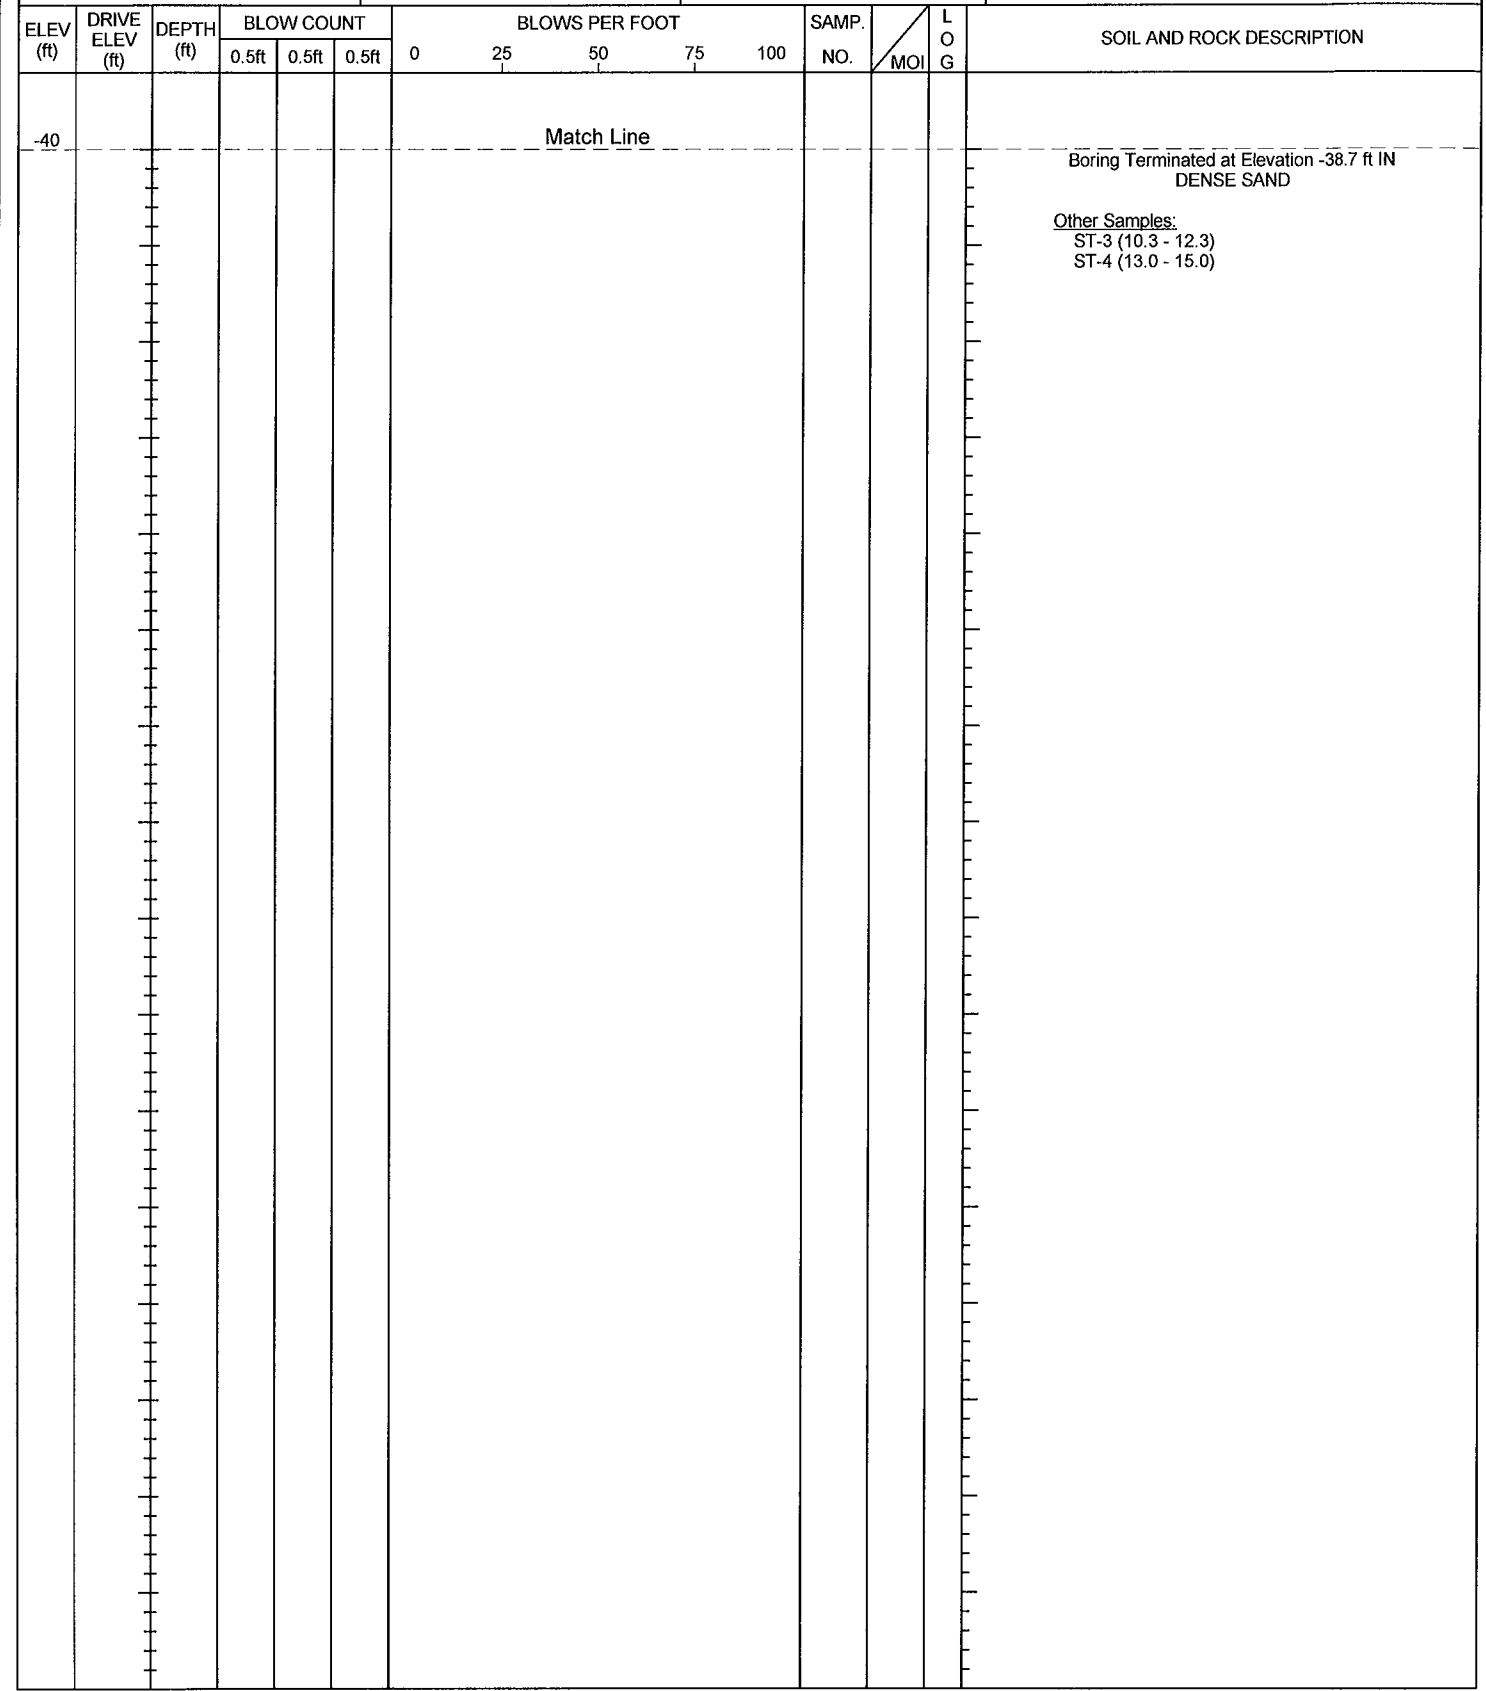 ELEV (ft)
DRIVE ELEV (ft)
DEPTH (ft)
BLOW COUNT
0.5ft 0.5ft 0.5ft
BLOWS PER FOOT
0 25 50 75 100
SAMP. NO.
MOI
LOG
SOIL AND ROCK DESCRIPTION
-40
Match Line
Boring Terminated at Elevation -38.7 ft IN
DENSE SAND
Other Samples:
ST-3 (10.3 - 12.3)
ST-4 (13.0 - 15.0)